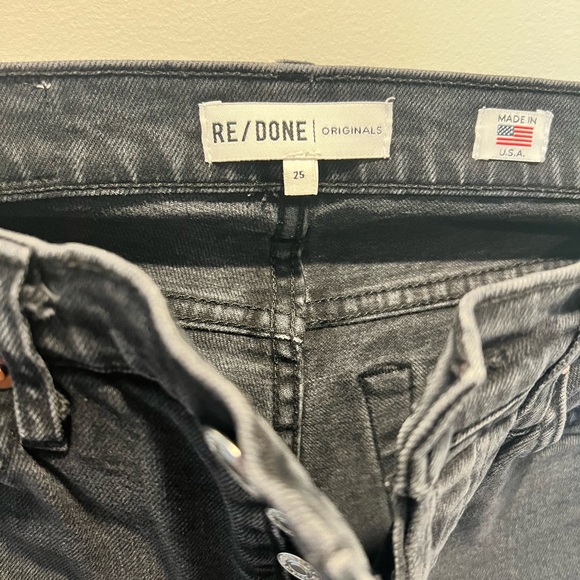 RE/DONE | ORIGINALS
25
MADE IN
U.S.A.